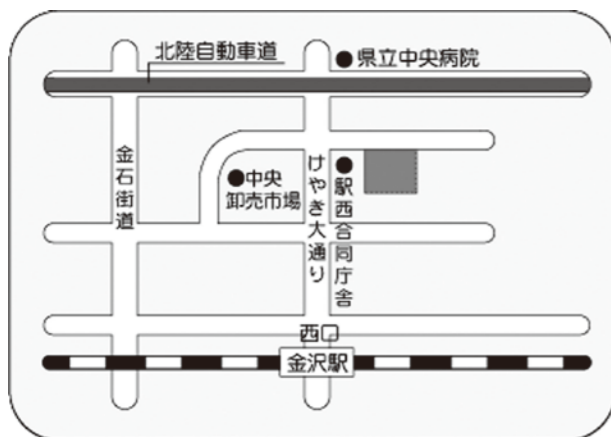 北陸自動車道
●県立中央病院
金石街道
●中央
卸売市場
けやき大通り
●駅西合同庁舎
西口
金沢駅